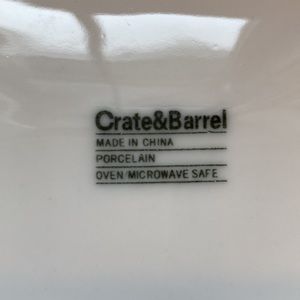 Crate&Barrel
MADE IN CHINA
PORCELAIN
OVEN/MICROWAVE SAFE